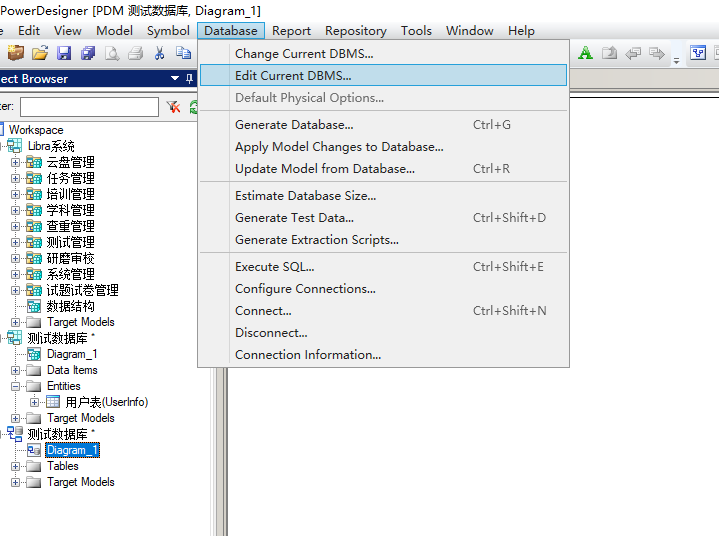 PowerDesigner [PDM 测试数据库, Diagram_1]
e Edit View Model Symbol Database Report Repository Tools Window Help
ect Browser
ter:
Workspace
Libra系统
云盘管理
任务管理
培训管理
学科管理
查重管理
测试管理
研磨审校
系统管理
试题试卷管理
数据结构
Target Models
测试数据库 *
Diagram_1
Data Items
Entities
用户表(UserInfo)
Target Models
测试数据库 *
Diagram_1
Tables
Target Models
Change Current DBMS...
Edit Current DBMS...
Default Physical Options...
Generate Database... Ctrl+G
Apply Model Changes to Database...
Update Model from Database... Ctrl+R
Estimate Database Size...
Generate Test Data... Ctrl+Shift+D
Generate Extraction Scripts...
Execute SQL... Ctrl+Shift+E
Configure Connections...
Connect... Ctrl+Shift+N
Disconnect...
Connection Information...
A